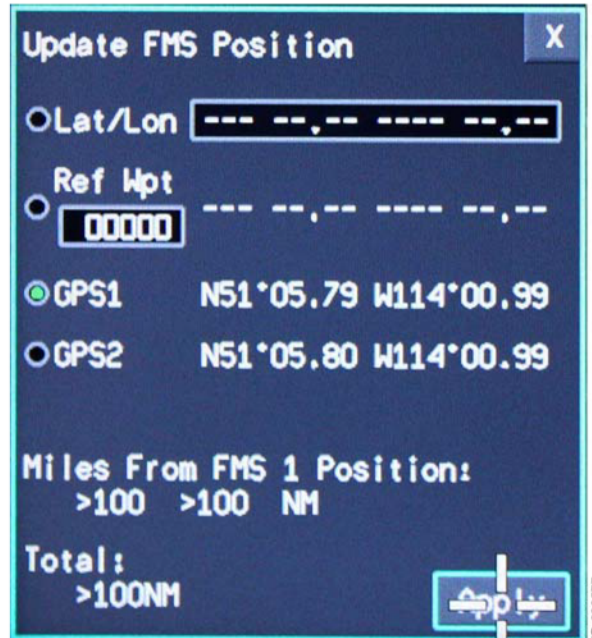 Update FMS Position
X
Lat/Lon --- --.-- ---- --.--
Ref Wpt
00000 --- --.-- ---- --.--
GPS1 N51°05.79 W114°00.99
GPS2 N51°05.80 W114°00.99
Miles From FMS 1 Position:
>100 >100 NM
Total:
>100NM
Apply